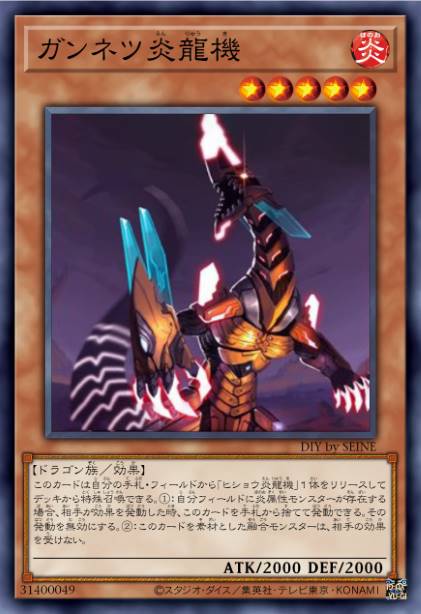 ガンネツ炎龍機
炎
DIY by SEINE
【ドラゴン族／効果】
このカードは自分の手札・フィールドから「ヒショウ炎龍機」1体をリリースして
デッキから特殊召喚できる。①：自分フィールドに炎属性モンスターが存在する
場合、相手が効果を発動した時、このカードを手札から捨てて発動できる。その
発動を無効にする。②：このカードを素材とした融合モンスターは、相手の効果
を受けない。
ATK/2000 DEF/2000
31400049
©スタジオ・ダイス／集英社・テレビ東京・KONAMI